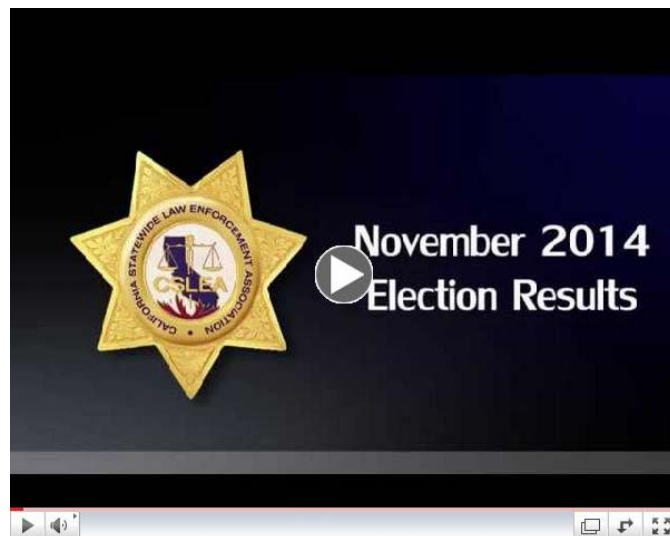 CALIFORNIA STATEWIDE LAW ENFORCEMENT ASSOCIATION
CSLEA
November 2014
Election Results